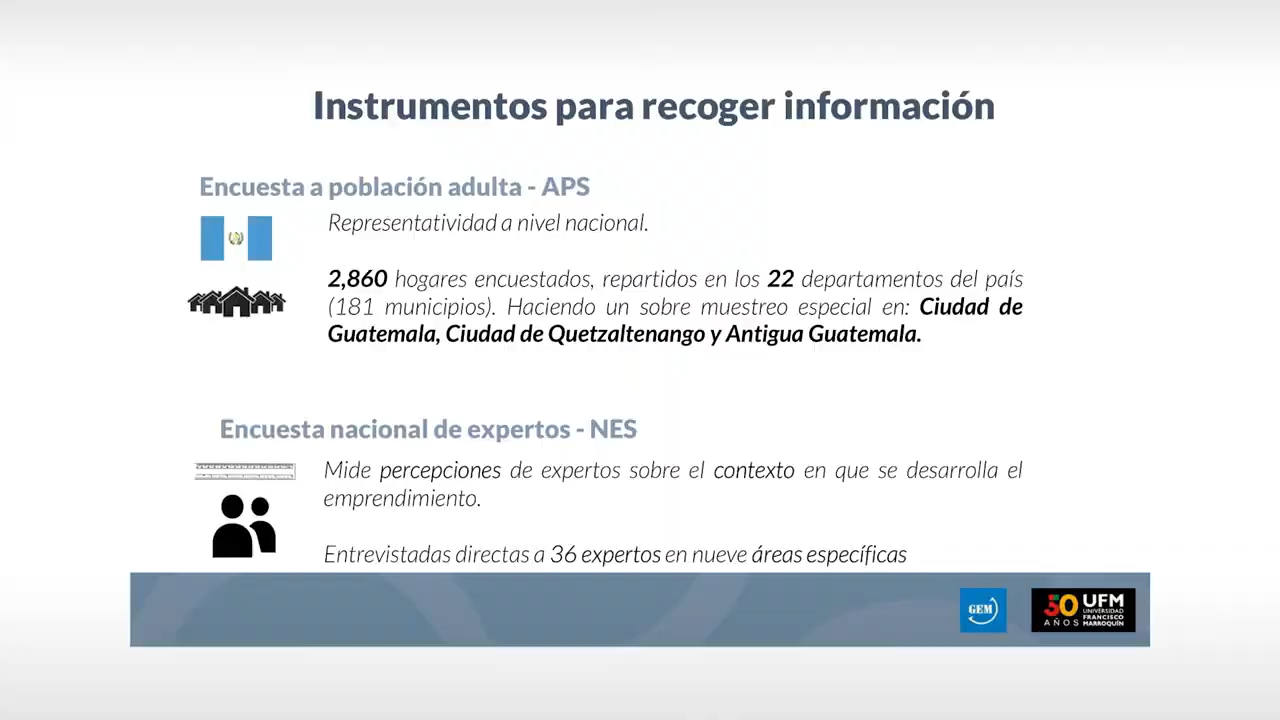 Instrumentos para recoger información
Encuesta a población adulta - APS
Representatividad a nivel nacional.
2,860 hogares encuestados, repartidos en los 22 departamentos del país
(181 municipios). Haciendo un sobre muestreo especial en: Ciudad de
Guatemala, Ciudad de Quetzaltenango y Antigua Guatemala.
Encuesta nacional de expertos - NES
Mide percepciones de expertos sobre el contexto en que se desarrolla el
emprendimiento.
Entrevistadas directas a 36 expertos en nueve áreas específicas
GEM
50 AÑOS
UFM
UNIVERSIDAD
FRANCISCO
MARROQUÍN